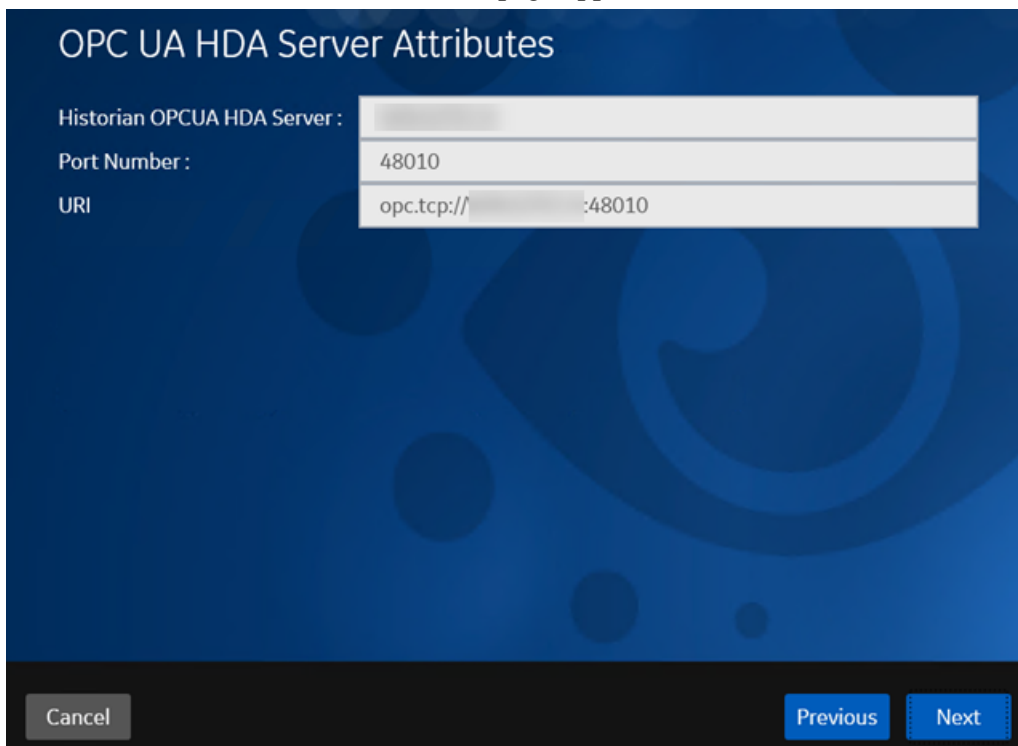 OPC UA HDA Server Attributes
Historian OPCUA HDA Server :
Port Number : 48010
URI opc.tcp:// :48010
Cancel Previous Next